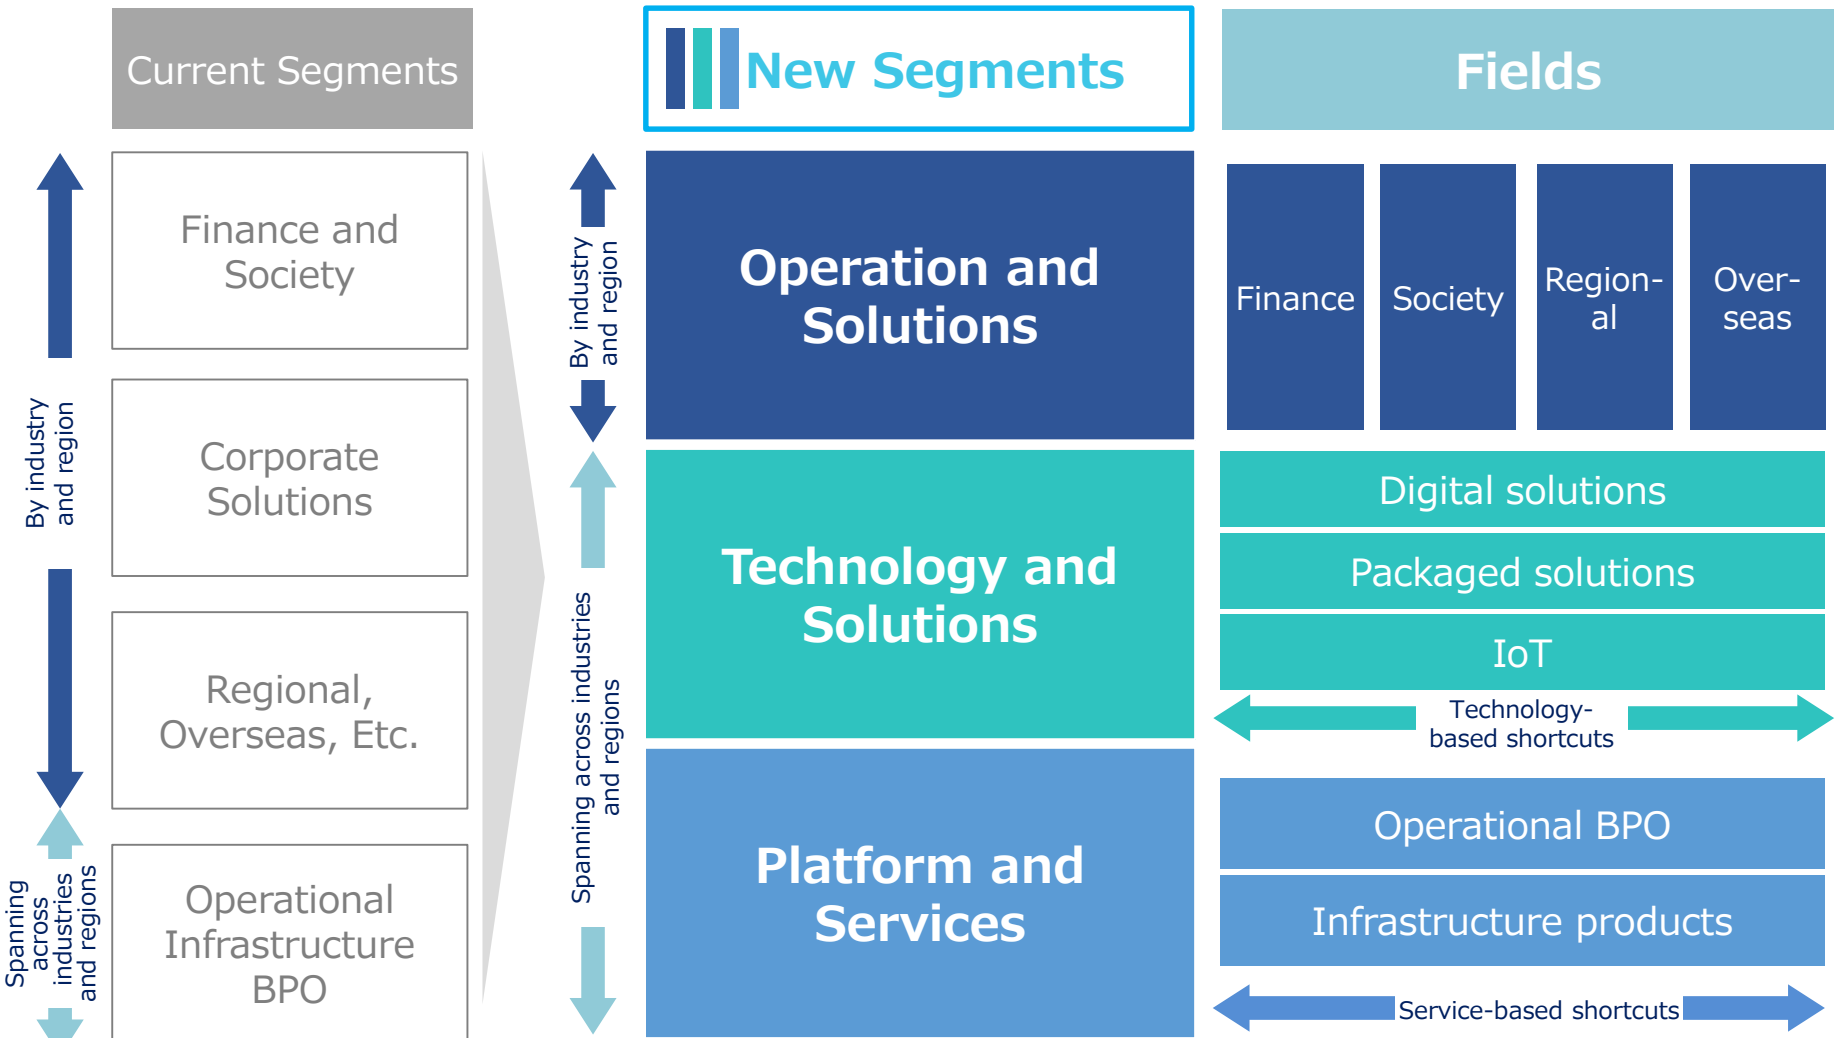 Current Segments
New Segments
Fields
By industry
and region
Spanning
across
industries
and regions
Finance and
Society
Corporate
Solutions
Regional,
Overseas, Etc.
Operational
Infrastructure
BPO
By industry
and region
Spanning across industries
and regions
Operation and
Solutions
Finance
Society
Region-
al
Over-
seas
Technology and
Solutions
Digital solutions
Packaged solutions
IoT
Technology-
based shortcuts
Platform and
Services
Operational BPO
Infrastructure products
Service-based shortcuts